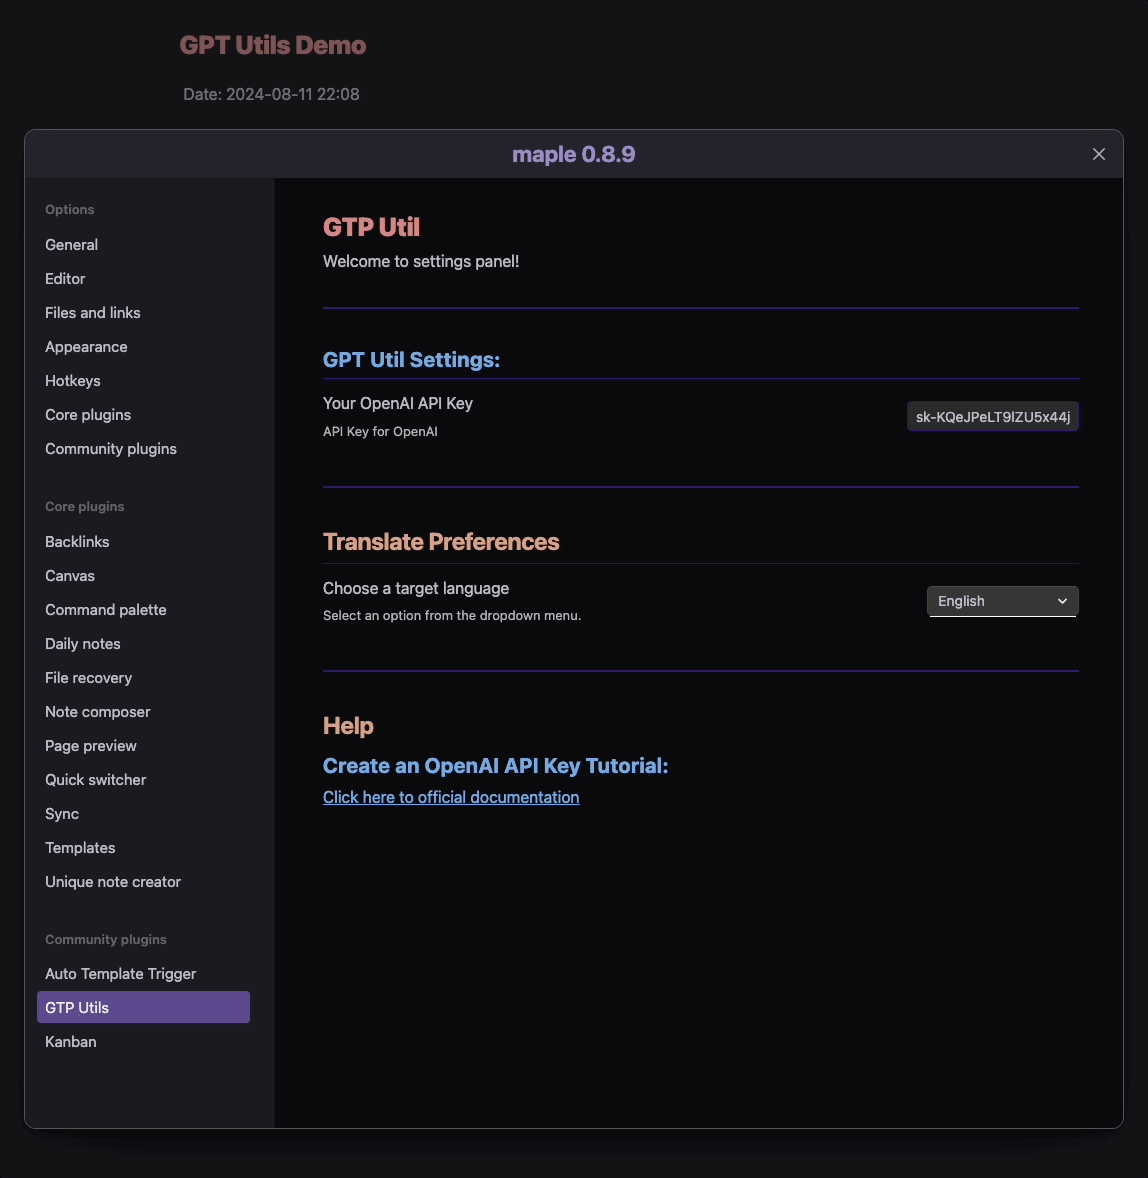 GPT Utils Demo
Date: 2024-08-11 22:08
maple 0.8.9
Options
General
Editor
Files and links
Appearance
Hotkeys
Core plugins
Community plugins
Core plugins
Backlinks
Canvas
Command palette
Daily notes
File recovery
Note composer
Page preview
Quick switcher
Sync
Templates
Unique note creator
Community plugins
Auto Template Trigger
GTP Utils
Kanban
GTP Util
Welcome to settings panel!
GPT Util Settings:
Your OpenAI API Key
API Key for OpenAI
sk-KQeJPeLT9lZU5x44j
Translate Preferences
Choose a target language
Select an option from the dropdown menu.
English
Help
Create an OpenAI API Key Tutorial:
Click here to official documentation